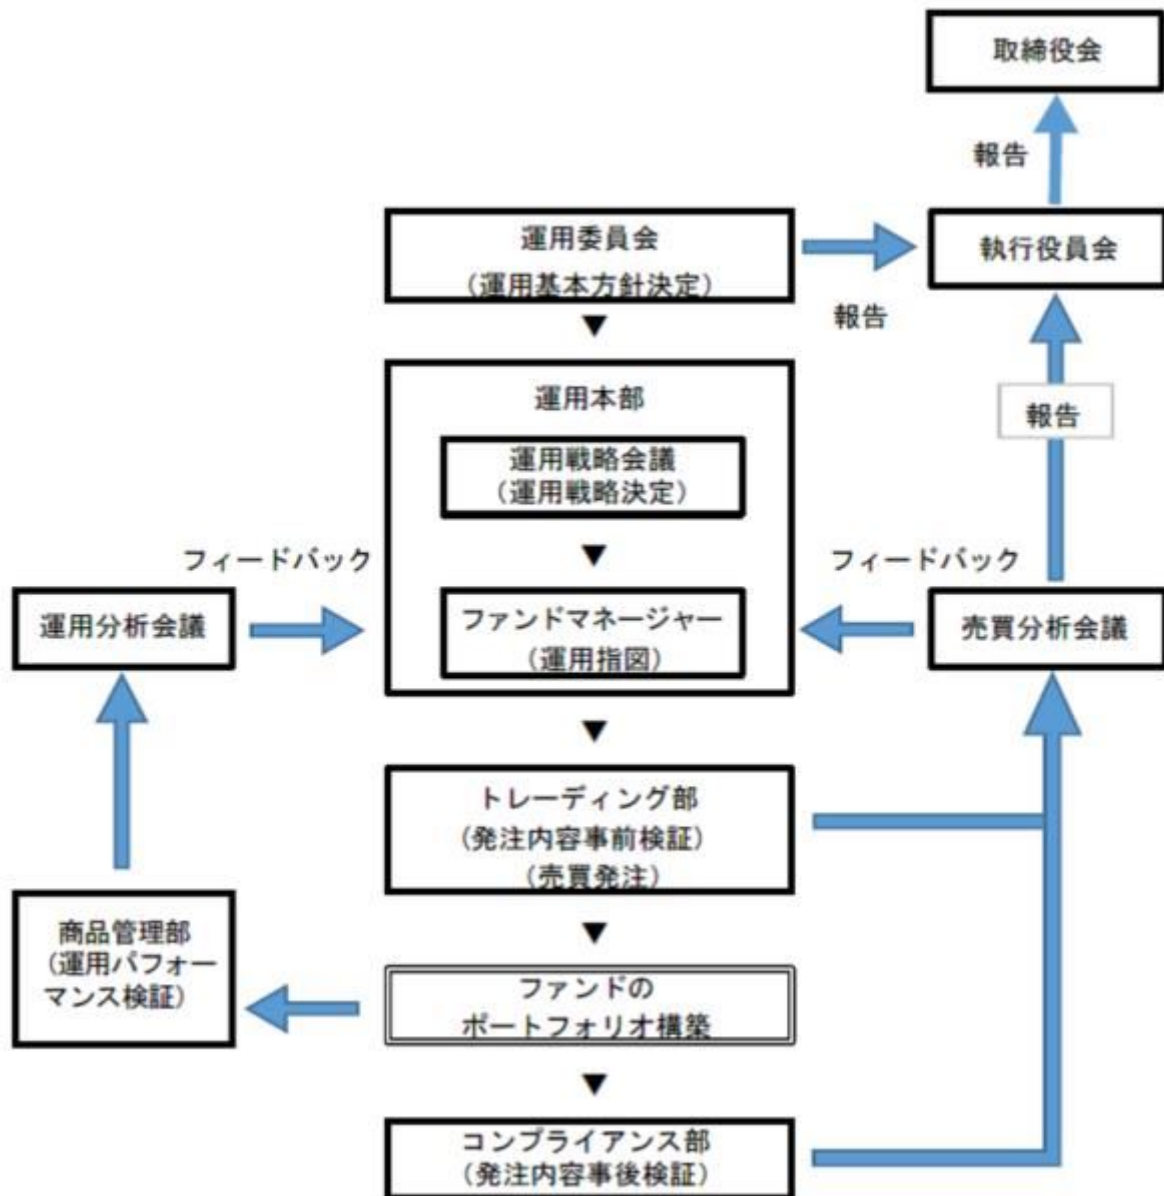 取締役会
報告
運用委員会
（運用基本方針決定）
執行役員会
報告
▼
運用本部
報告
運用戦略会議
（運用戦略決定）
▼
フィードバック
フィードバック
運用分析会議
ファンドマネージャー
（運用指図）
売買分析会議
▼
トレーディング部
（発注内容事前検証）
（売買発注）
▼
商品管理部
（運用パフォー
マンス検証）
ファンドの
ポートフォリオ構築
▼
コンプライアンス部
（発注内容事後検証）